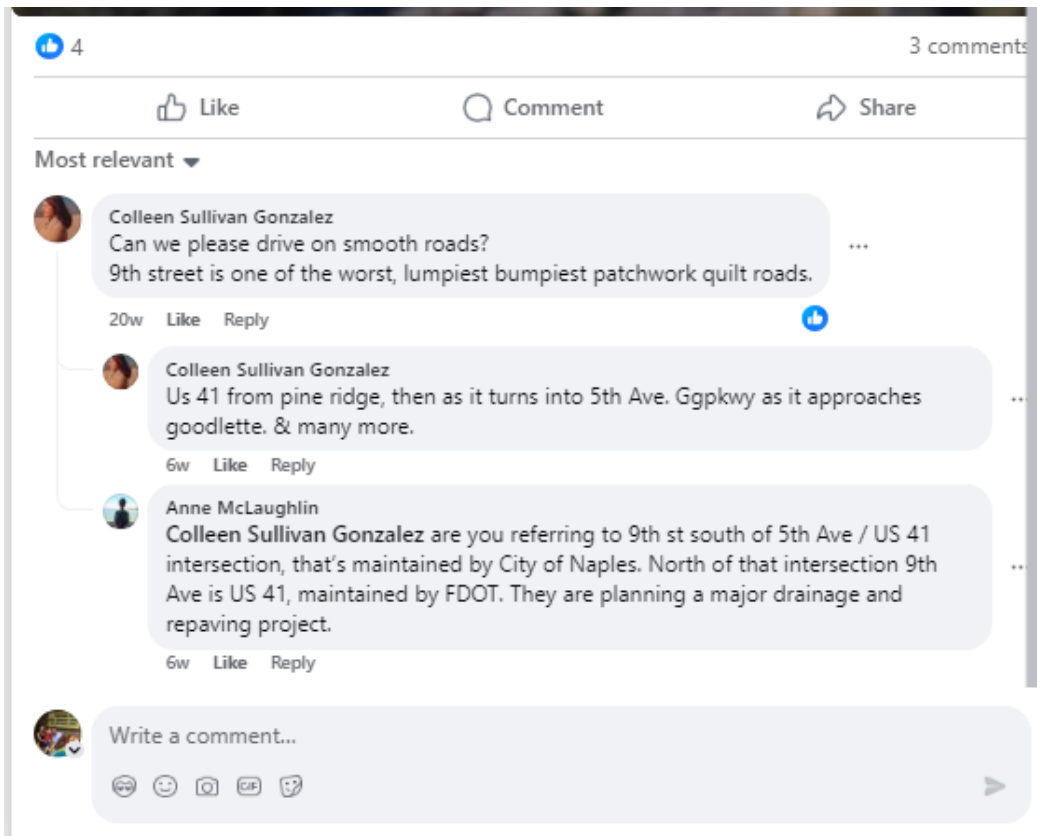 4
3 comments
Like
Comment
Share
Most relevant
Colleen Sullivan Gonzalez
Can we please drive on smooth roads?
9th street is one of the worst, lumpiest bumpiest patchwork quilt roads.
20w Like Reply
Colleen Sullivan Gonzalez
Us 41 from pine ridge, then as it turns into 5th Ave. Ggpkwy as it approaches
goodlette. & many more.
6w Like Reply
Anne McLaughlin
Colleen Sullivan Gonzalez are you referring to 9th st south of 5th Ave / US 41
intersection, that's maintained by City of Naples. North of that intersection 9th
Ave is US 41, maintained by FDOT. They are planning a major drainage and
repaving project.
6w Like Reply
Write a comment...
GIF